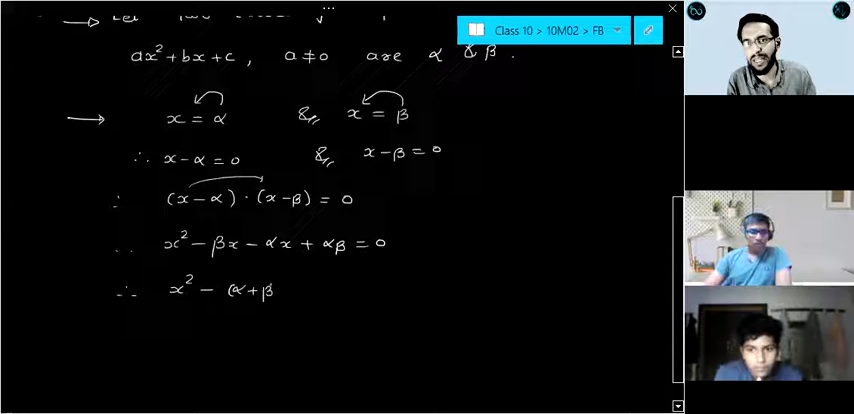 Class 10 > 10M02 > FB
ax² + bx + c, a ≠ 0 are α & β.
→ x = α & x = β
∴ x - α = 0 & x - β = 0
∴ (x - α) · (x - β) = 0
∴ x² - βx - αx + αβ = 0
∴ x² - (α + β